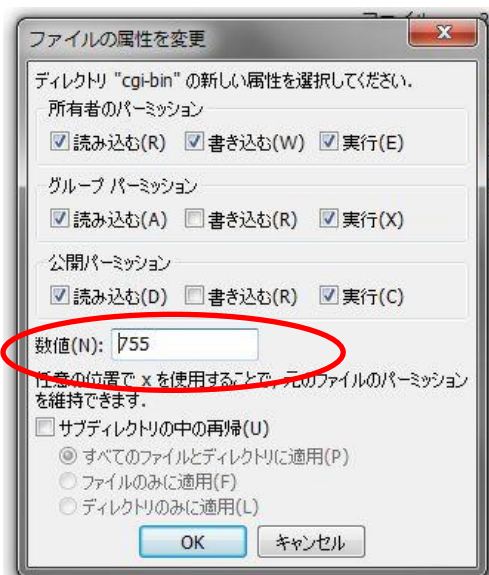 ファイルの属性を変更
ディレクトリ "cgi-bin" の新しい属性を選択してください.
所有者のパーミッション
読み込む(R) 書き込む(W) 実行(E)
グループ パーミッション
読み込む(A) 書き込む(R) 実行(X)
公開パーミッション
読み込む(D) 書き込む(R) 実行(C)
数値(N): 755
任意の位置で x を使用することで, 元のファイルのパーミッション
を維持できます.
サブディレクトリの中の再帰(U)
すべてのファイルとディレクトリに適用(P)
ファイルのみに適用(F)
ディレクトリのみに適用(L)
OK キャンセル